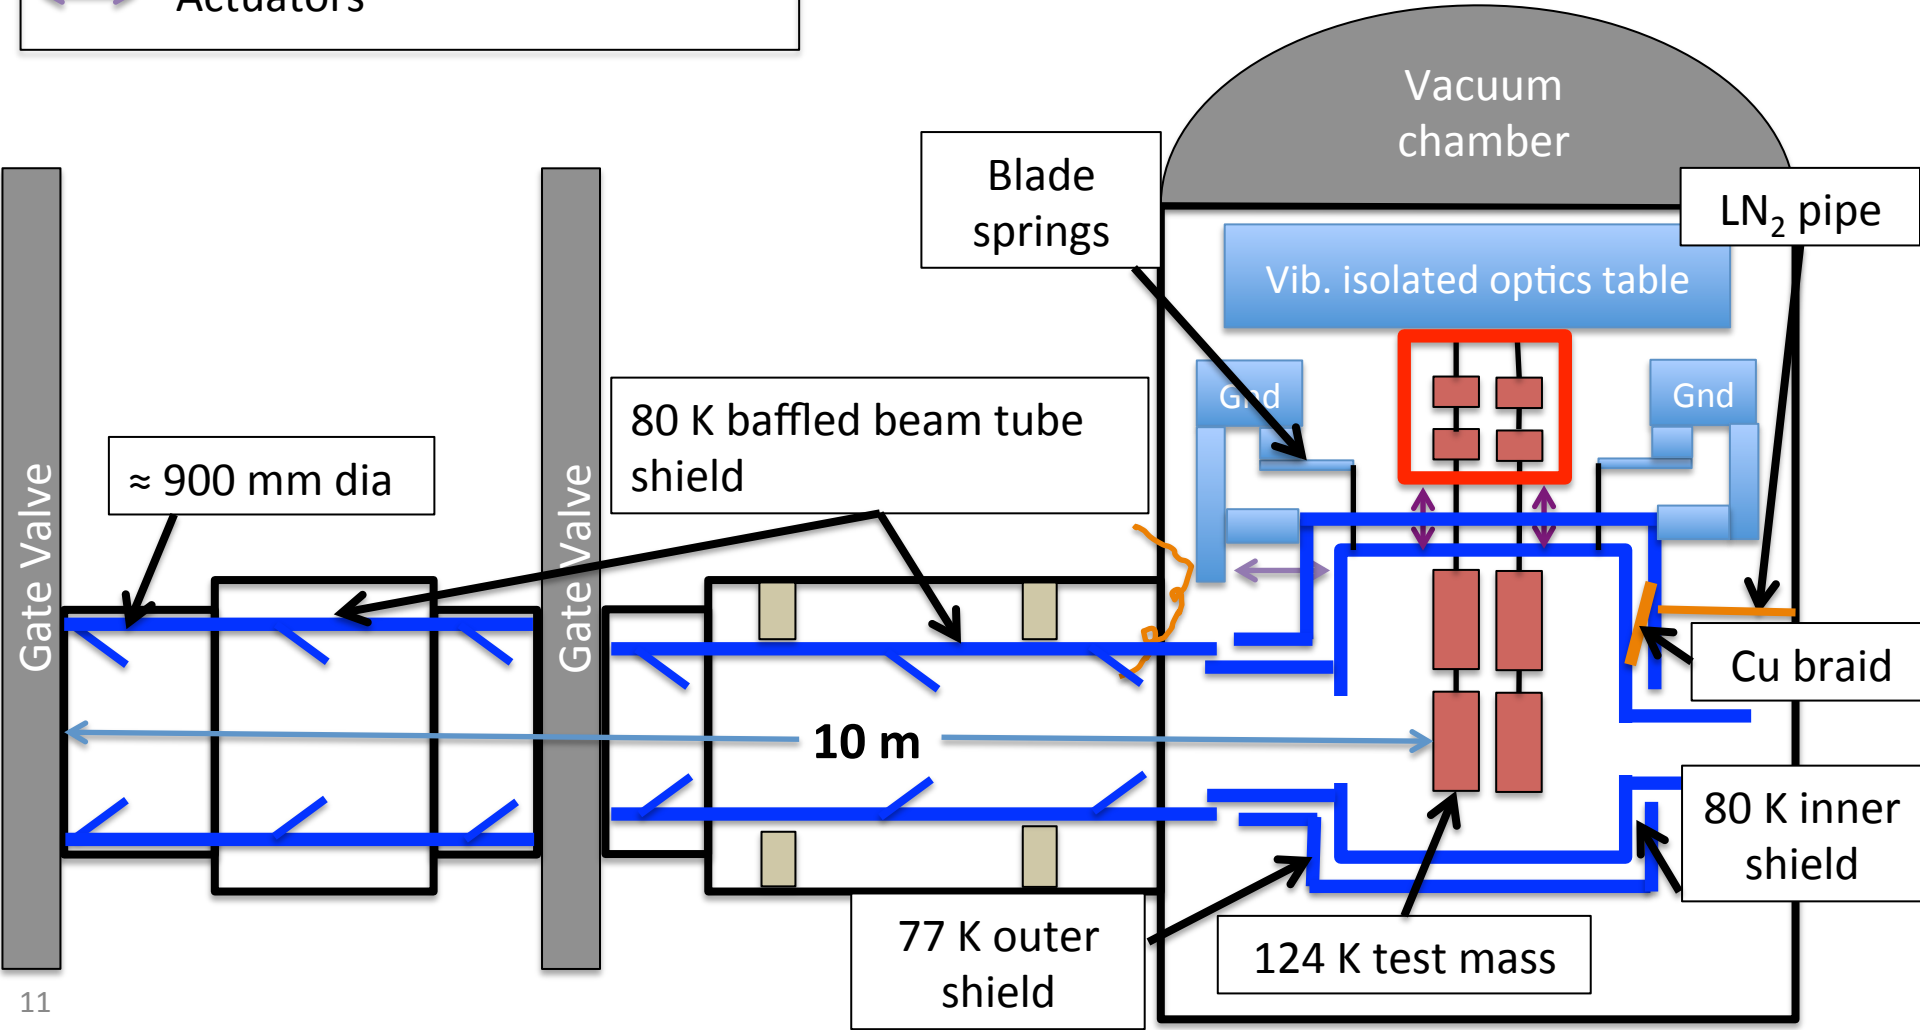 Actuators
Vacuum
chamber
Blade
springs
LN₂ pipe
Vib. isolated optics table
Gnd
Gnd
80 K baffled beam tube
shield
≈ 900 mm dia
Gate Valve
Gate Valve
Cu braid
10 m
80 K inner
shield
77 K outer
shield
124 K test mass
11